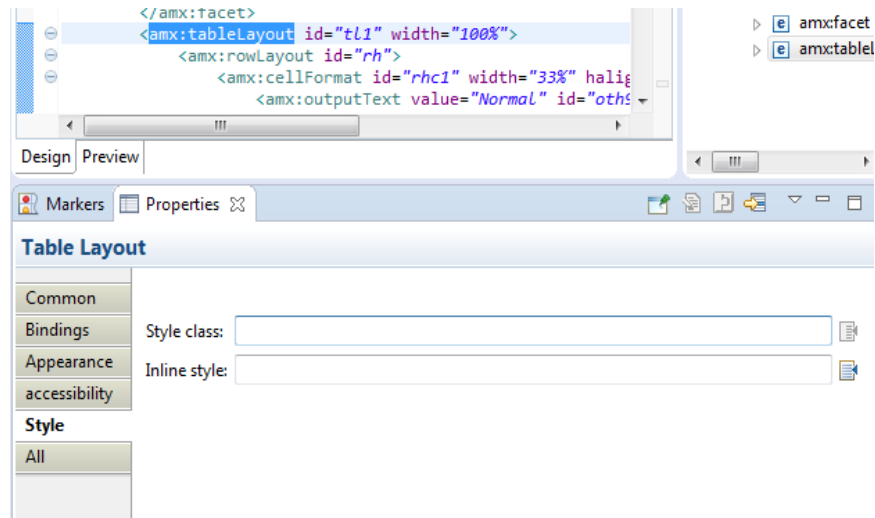 </amx:facet>
<amx:tableLayout id="tl1" width="100%">
<amx:rowLayout id="rh">
<amx:cellFormat id="rhc1" width="33%" halig
<amx:outputText value="Normal" id="oth
amx:facet
amx:tableL
Design Preview
Markers Properties
Table Layout
Common
Bindings
Appearance
accessibility
Style
All
Style class:
Inline style: